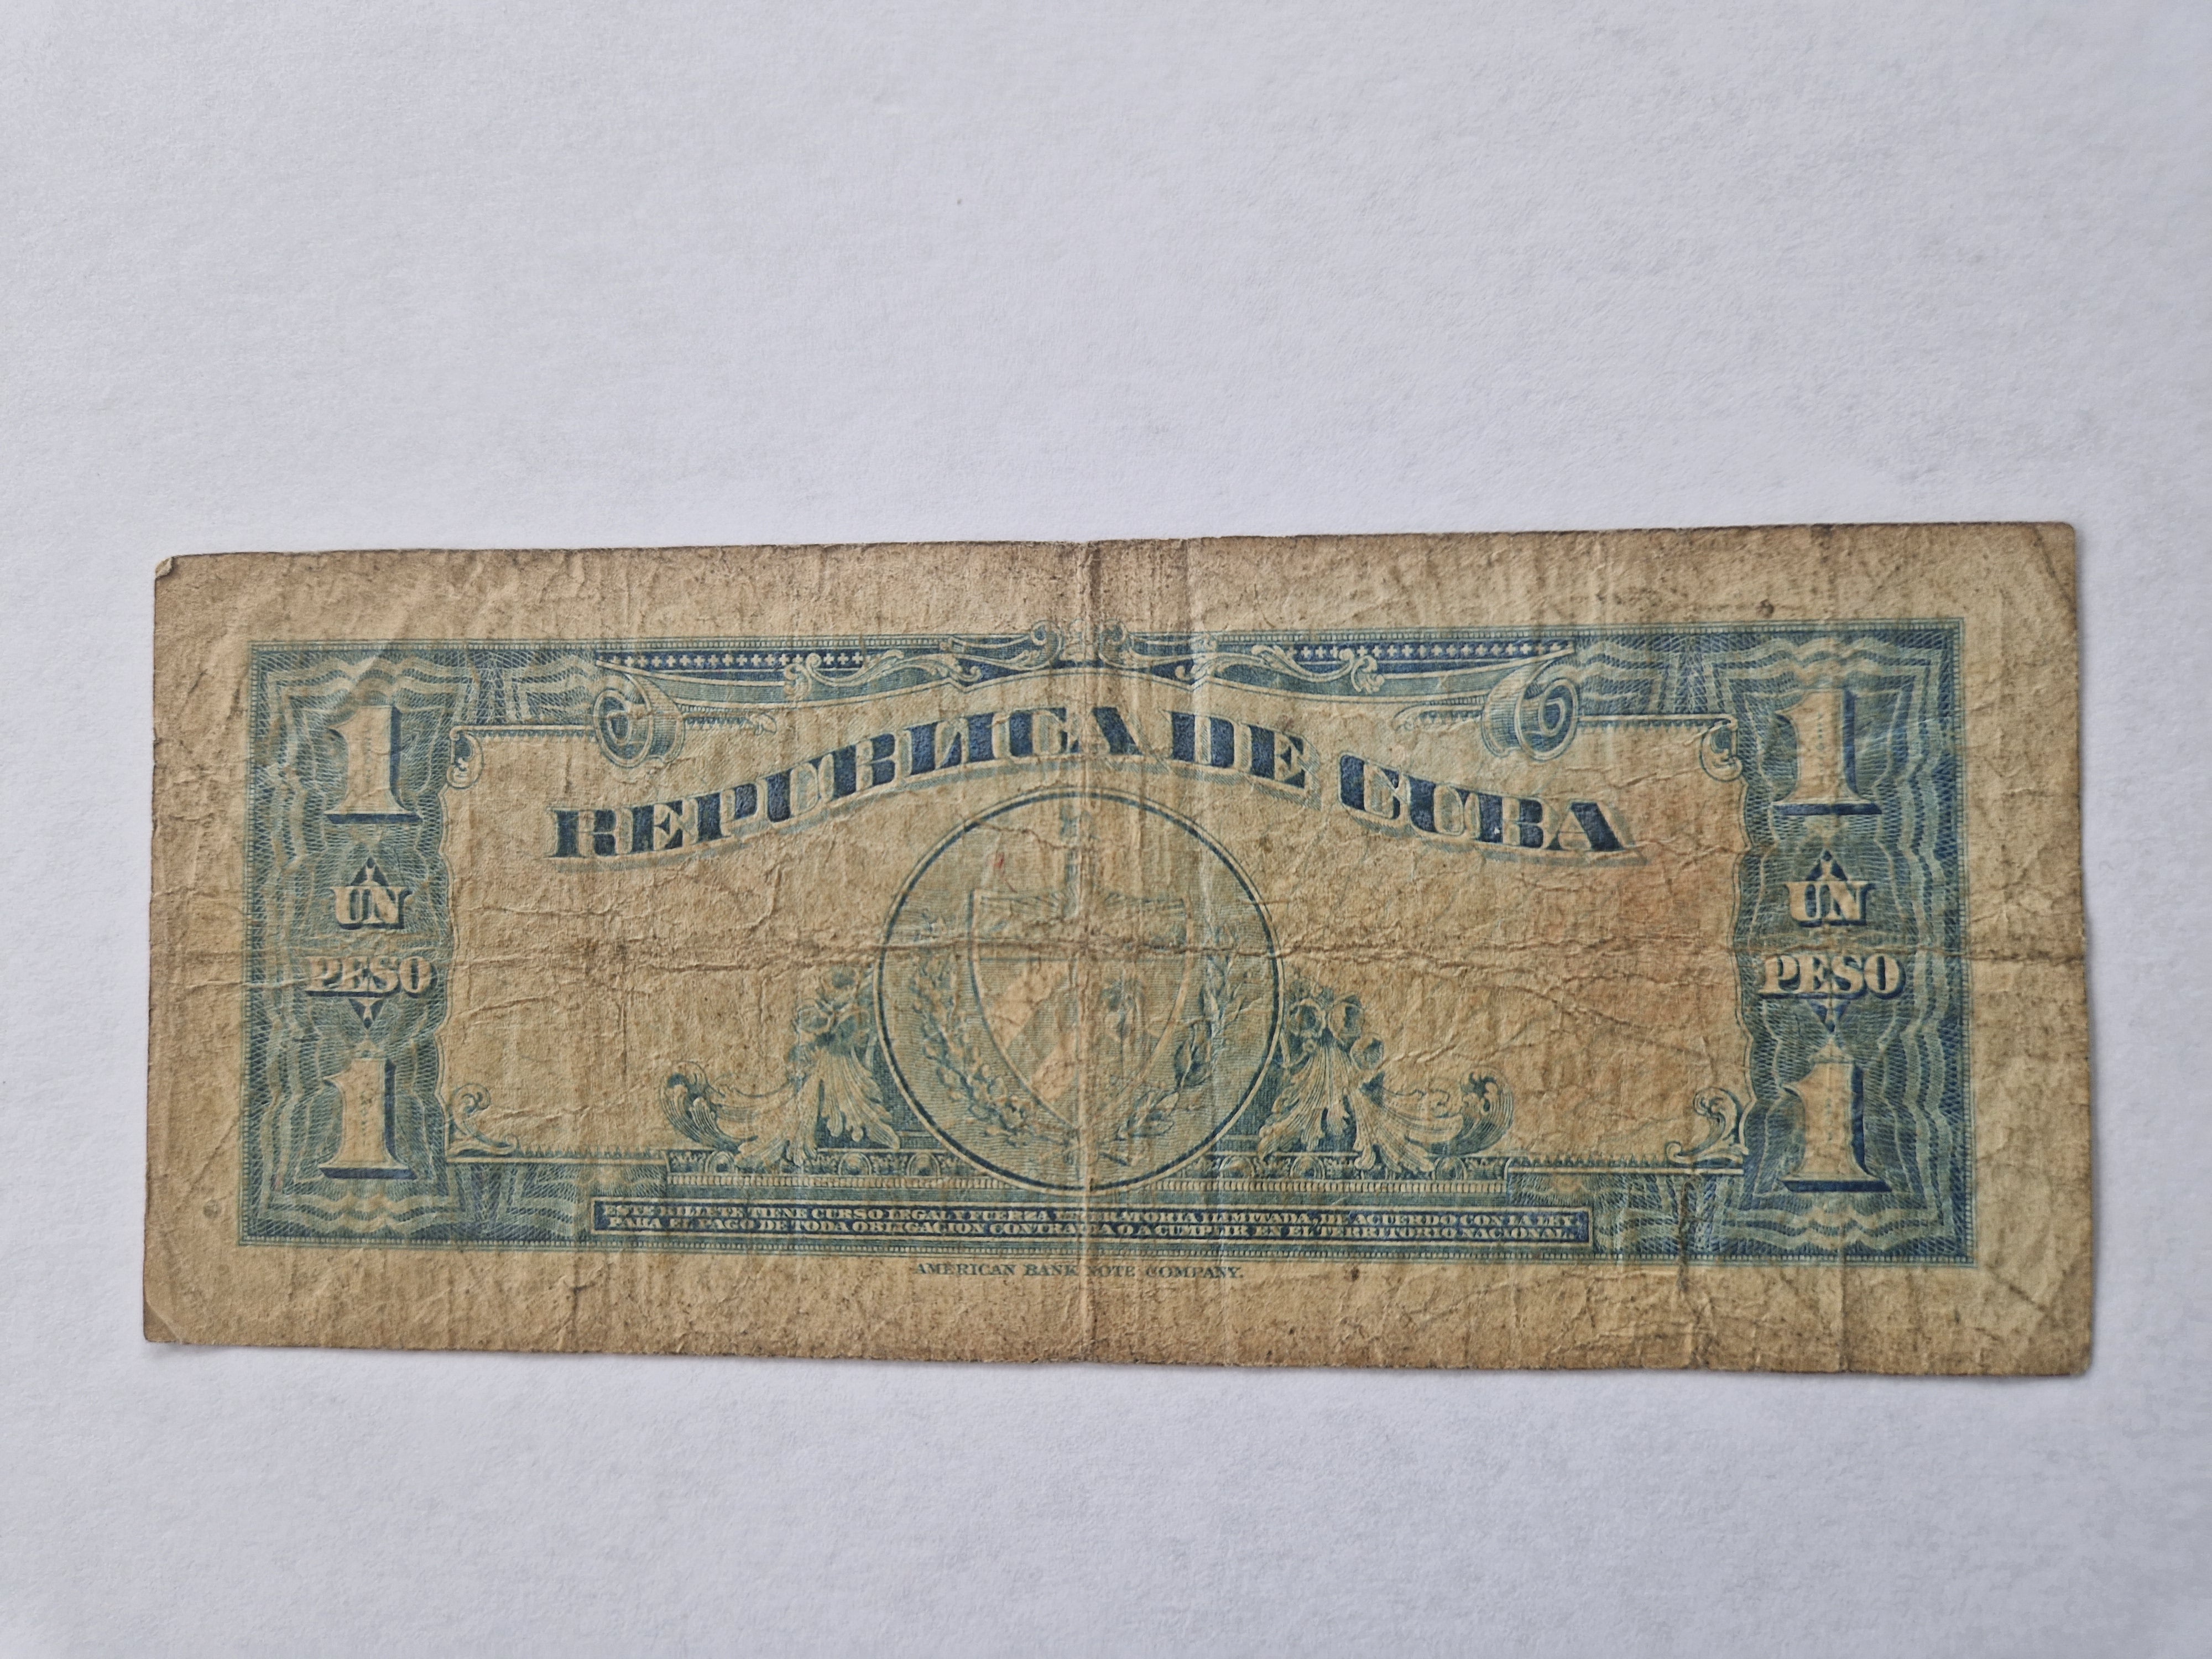 REPUBLICA DE CUBA
1
UN
PESO
1
1
UN
PESO
1
ESTE BILLETE TIENE CURSO LEGAL Y FUERZA LIBERATORIA ILIMITADA, DE ACUERDO CON LA LEY,
PARA EL PAGO DE TODA OBLIGACION CONTRAIDA O A CUMPLIR EN EL TERRITORIO NACIONAL.
AMERICAN BANK NOTE COMPANY.